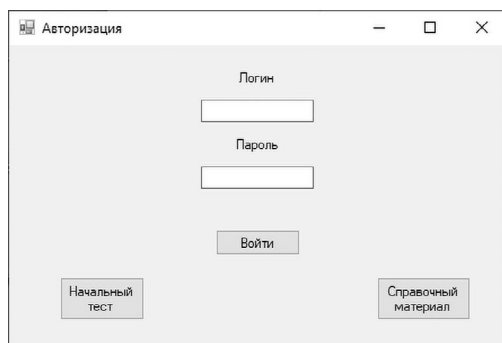 Авторизация
Логин
Пароль
Войти
Начальный
тест
Справочный
материал